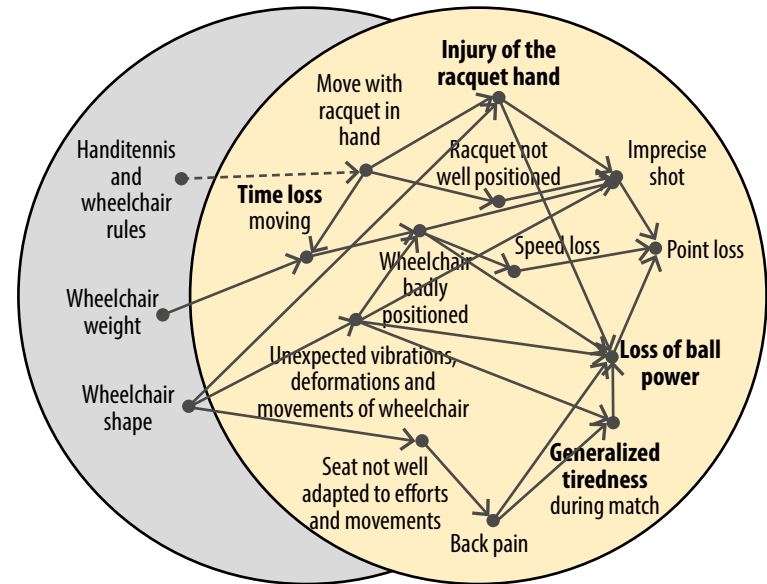 Injury of the
racquet hand
Move with
racquet in
hand
Handitennis
and
wheelchair
rules
Racquet not
well positioned
Imprecise
shot
Time loss
moving
Wheelchair
badly
positioned
Speed loss
Point loss
Wheelchair
weight
Unexpected vibrations,
deformations and
movements of wheelchair
Loss of ball
power
Wheelchair
shape
Seat not well
adapted to efforts
and movements
Generalized
tiredness
during match
Back pain